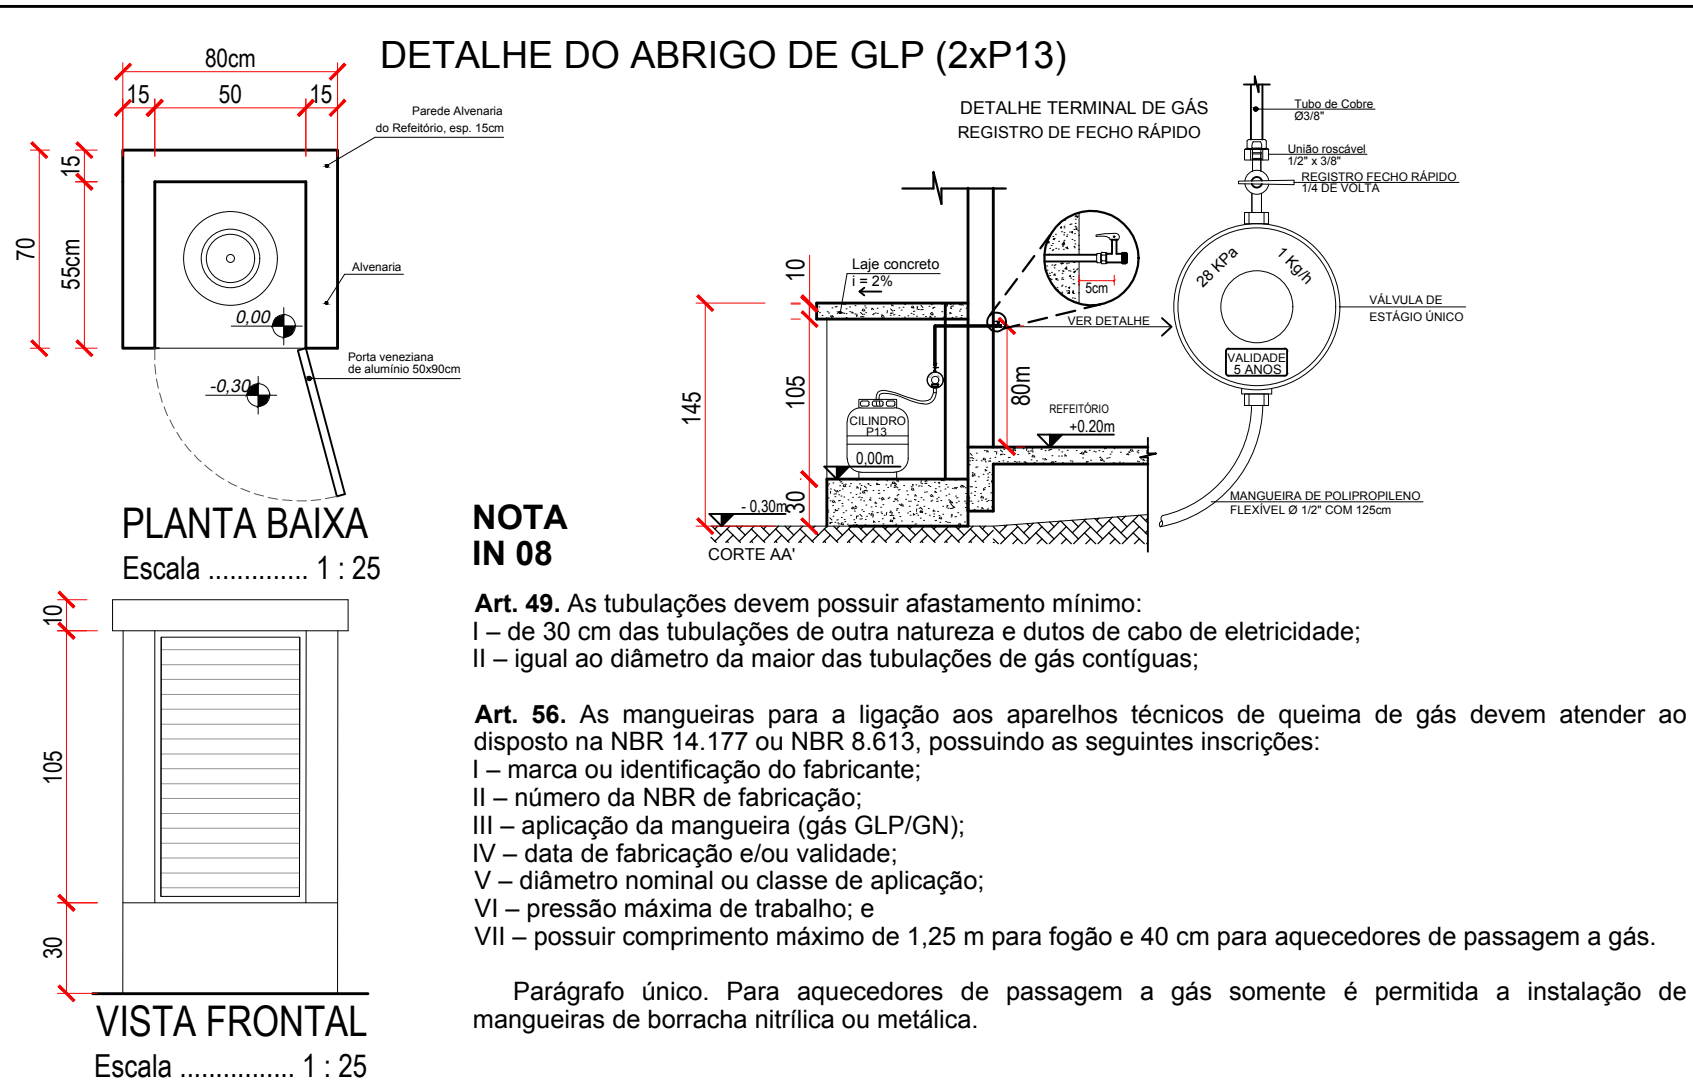 DETALHE DO ABRIGO DE GLP (2xP13)
80cm
15
50
15
Parede Alvenaria
do Refeitório, esp. 15cm
15
70
55cm
Alvenaria
0,00
Porta veneziana
de alumínio 50x90cm
-0,30
PLANTA BAIXA
Escala .............. 1 : 25
10
105
30
VISTA FRONTAL
Escala ................ 1 : 25
DETALHE TERMINAL DE GÁS
REGISTRO DE FECHO RÁPIDO
Laje concreto
i = 2%
10
105
145
30
5cm
VER DETALHE
80m
REFEITÓRIO
+0.20m
CILINDRO
P13
0,00m
- 0,30m
CORTE AA'
Tubo de Cobre
Ø3/8"
União roscável
1/2" x 3/8"
REGISTRO FECHO RÁPIDO
1/4 DE VOLTA
28 KPa
1 Kg/h
VÁLVULA DE
ESTÁGIO ÚNICO
VALIDADE
5 ANOS
MANGUEIRA DE POLIPROPILENO
FLEXÍVEL Ø 1/2" COM 125cm
NOTA
IN 08
Art. 49. As tubulações devem possuir afastamento mínimo:
I – de 30 cm das tubulações de outra natureza e dutos de cabo de eletricidade;
II – igual ao diâmetro da maior das tubulações de gás contíguas;
Art. 56. As mangueiras para a ligação aos aparelhos técnicos de queima de gás devem atender ao
disposto na NBR 14.177 ou NBR 8.613, possuindo as seguintes inscrições:
I – marca ou identificação do fabricante;
II – número da NBR de fabricação;
III – aplicação da mangueira (gás GLP/GN);
IV – data de fabricação e/ou validade;
V – diâmetro nominal ou classe de aplicação;
VI – pressão máxima de trabalho; e
VII – possuir comprimento máximo de 1,25 m para fogão e 40 cm para aquecedores de passagem a gás.
Parágrafo único. Para aquecedores de passagem a gás somente é permitida a instalação de
mangueiras de borracha nitrílica ou metálica.